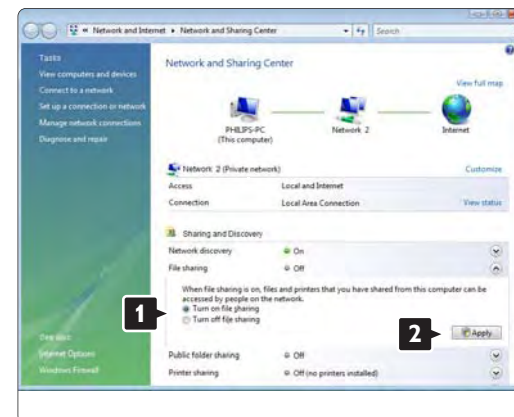 Network and Internet ▸ Network and Sharing Center
Search
Tasks
View computers and devices
Connect to a network
Set up a connection or network
Manage network connections
Diagnose and repair
See also
Internet Options
Windows Firewall
Network and Sharing Center
View full map
PHILIPS-PC
(This computer)
Network 2
Internet
Network 2 (Private network)
Customize
Access
Local and Internet
Connection
Local Area Connection
View status
Sharing and Discovery
Network discovery
On
File sharing
Off
When file sharing is on, files and printers that you have shared from this computer can be
accessed by people on the network.
1
Turn on file sharing
Turn off file sharing
2
Apply
Public folder sharing
Off
Printer sharing
Off (no printers installed)